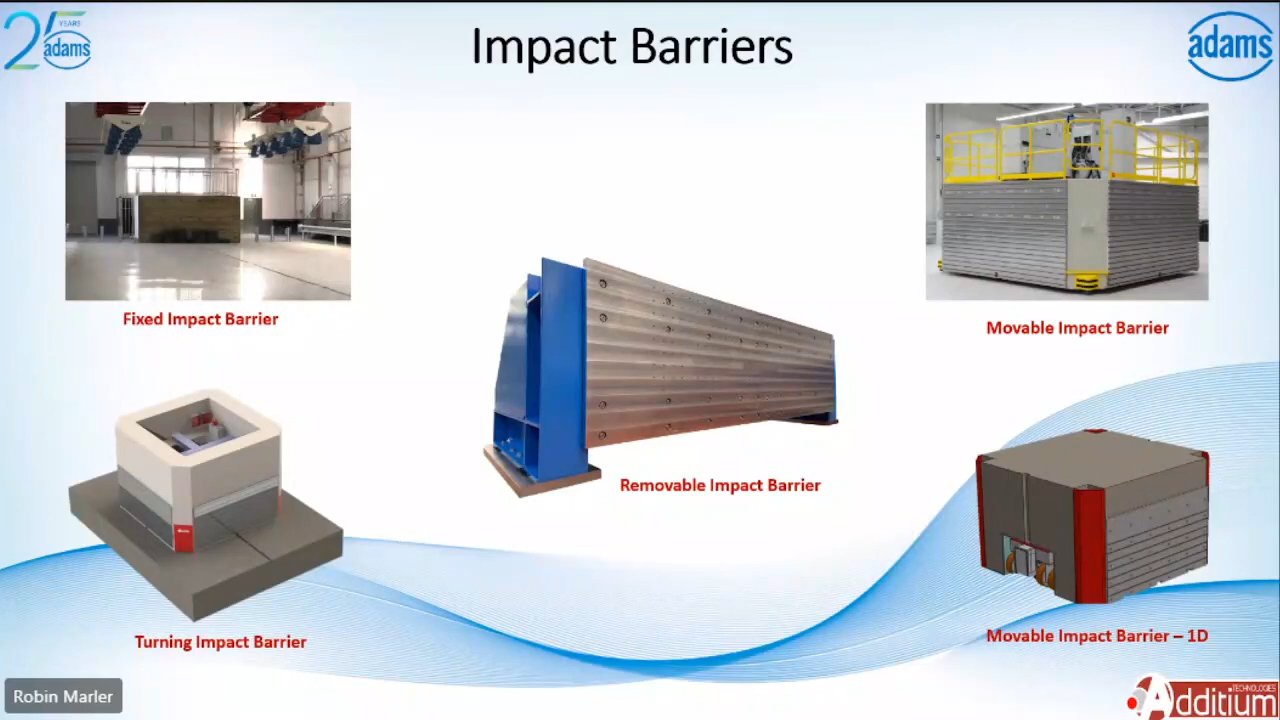 25 YEARS
adams
Impact Barriers
adams
Fixed Impact Barrier
Movable Impact Barrier
Removable Impact Barrier
Turning Impact Barrier
Movable Impact Barrier – 1D
Robin Marler
Additium
TECHNOLOGIES